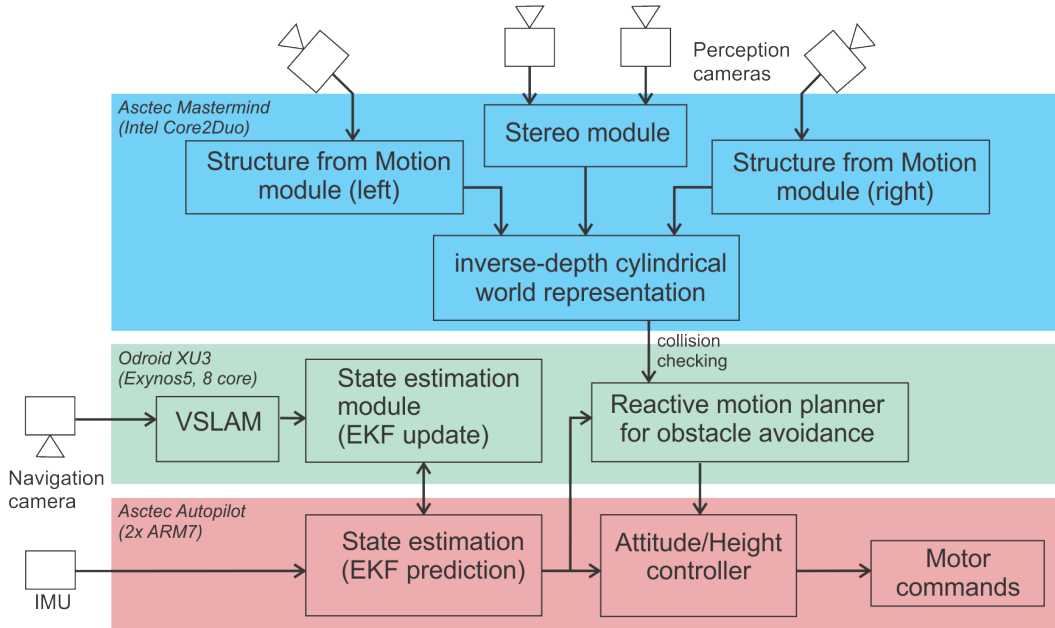 Perception
cameras
Asctec Mastermind
(Intel Core2Duo)
Stereo module
Structure from Motion
module (left)
Structure from Motion
module (right)
inverse-depth cylindrical
world representation
collision
checking
Odroid XU3
(Exynos5, 8 core)
State estimation
module
(EKF update)
VSLAM
Reactive motion planner
for obstacle avoidance
Navigation
camera
Asctec Autopilot
(2x ARM7)
State estimation
(EKF prediction)
Attitude/Height
controller
Motor
commands
IMU